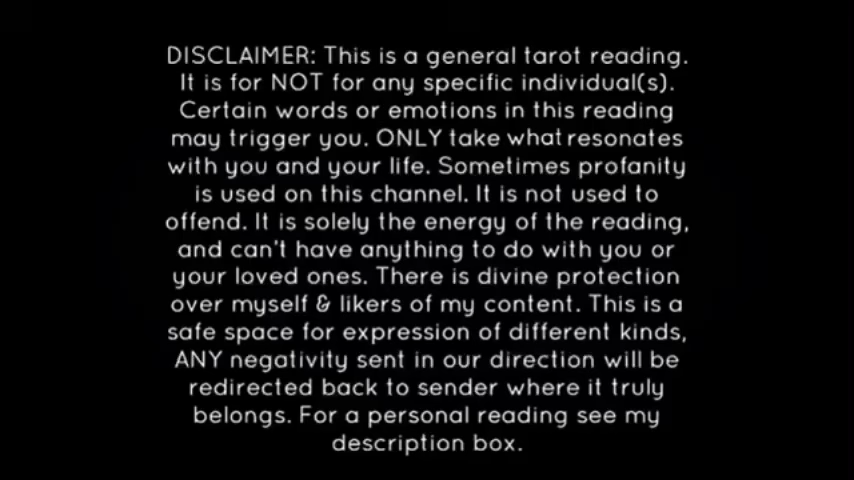 DISCLAIMER: This is a general tarot reading.
It is for NOT for any specific individual(s).
Certain words or emotions in this reading
may trigger you. ONLY take what resonates
with you and your life. Sometimes profanity
is used on this channel. It is not used to
offend. It is solely the energy of the reading,
and can't have anything to do with you or
your loved ones. There is divine protection
over myself & likers of my content. This is a
safe space for expression of different kinds,
ANY negativity sent in our direction will be
redirected back to sender where it truly
belongs. For a personal reading see my
description box.